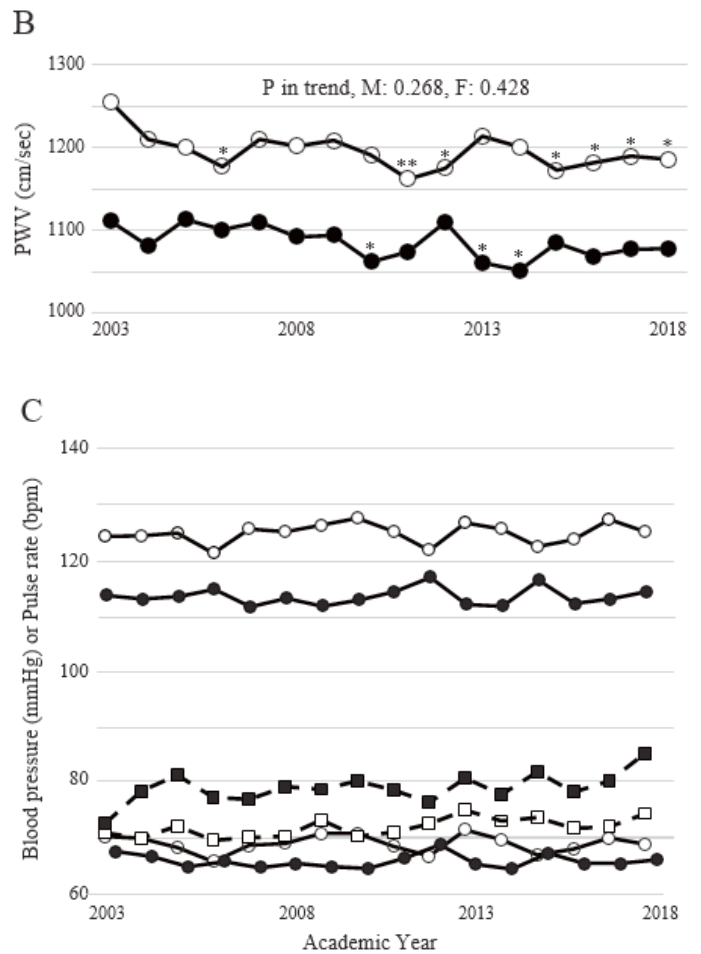 B
1300
P in trend, M: 0.268, F: 0.428
1200
* ** * * * * *
1100
* * *
1000
PWV (cm/sec)
2003 2008 2013 2018
C
140
120
100
80
60
Blood pressure (mmHg) or Pulse rate (bpm)
2003 2008 2013 2018
Academic Year